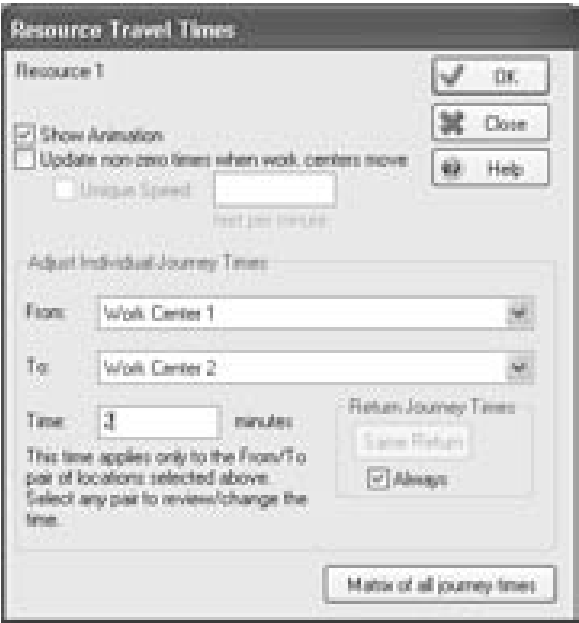 Resource Travel Times
Resource 1
OK
Show Animation
Close
Update non-zero times when work centers move
Help
Unique Speed
feet per minute
Adjust Individual Journey Times
From:
Work Center 1
To:
Work Center 2
Time:
2
minutes
Return Journey Times
Same Return
Always
This time applies only to the From/To
pair of locations selected above.
Select any pair to review/change the
time.
Matrix of all journey times